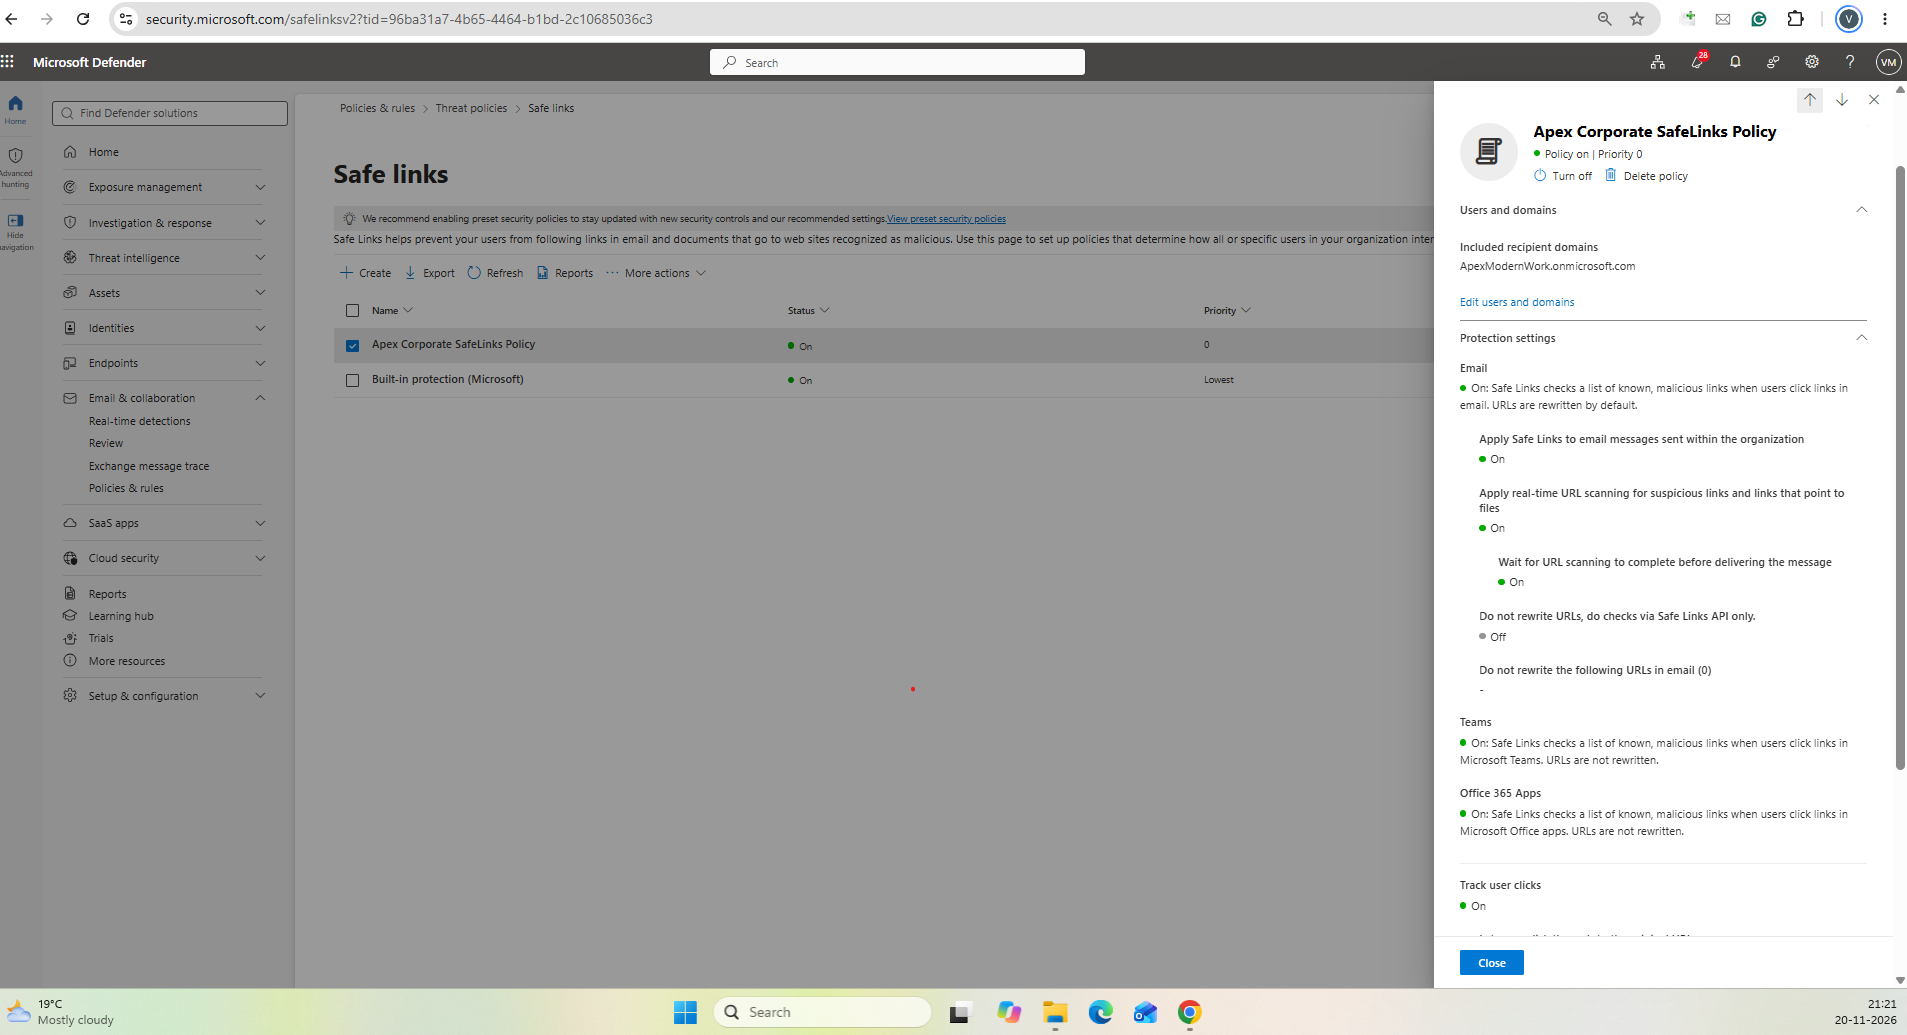 security.microsoft.com/safelinksv2?tid=96ba31a7-4b65-4464-b1bd-2c10685036c3
V
Microsoft Defender
Search
28
VM
Home
Advanced
hunting
Hide
navigation
Find Defender solutions
Home
Exposure management
Investigation & response
Threat intelligence
Assets
Identities
Endpoints
Email & collaboration
Real-time detections
Review
Exchange message trace
Policies & rules
SaaS apps
Cloud security
Reports
Learning hub
Trials
More resources
Setup & configuration
Policies & rules > Threat policies > Safe links
Safe links
We recommend enabling preset security policies to stay updated with new security controls and our recommended settings.View preset security policies
Safe Links helps prevent your users from following links in email and documents that go to web sites recognized as malicious. Use this page to set up policies that determine how all or specific users in your organization inter
Create Export Refresh Reports ··· More actions
Name Status Priority
Apex Corporate SafeLinks Policy On 0
Built-in protection (Microsoft) On Lowest
Apex Corporate SafeLinks Policy
Policy on | Priority 0
Turn off Delete policy
Users and domains
Included recipient domains
ApexModernWork.onmicrosoft.com
Edit users and domains
Protection settings
Email
On: Safe Links checks a list of known, malicious links when users click links in
email. URLs are rewritten by default.
Apply Safe Links to email messages sent within the organization
On
Apply real-time URL scanning for suspicious links and links that point to
files
On
Wait for URL scanning to complete before delivering the message
On
Do not rewrite URLs, do checks via Safe Links API only.
Off
Do not rewrite the following URLs in email (0)
-
Teams
On: Safe Links checks a list of known, malicious links when users click links in
Microsoft Teams. URLs are not rewritten.
Office 365 Apps
On: Safe Links checks a list of known, malicious links when users click links in
Microsoft Office apps. URLs are not rewritten.
Track user clicks
On
Close
19°C
Mostly cloudy
Search
21:21
20-11-2026